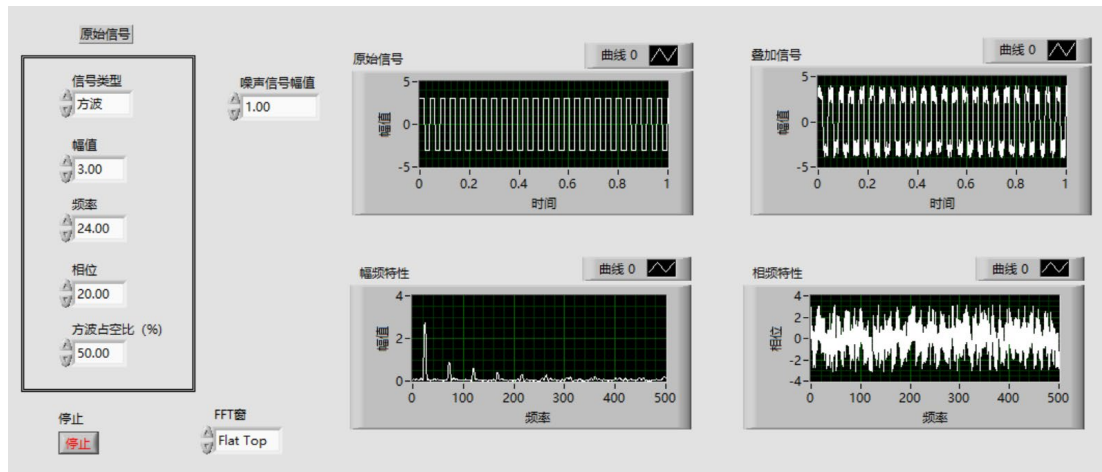 原始信号
信号类型
方波
幅值
3.00
频率
24.00
相位
20.00
方波占空比（%）
50.00
停止
停止
噪声信号幅值
1.00
FFT窗
Flat Top
原始信号
曲线 0
幅值
5
0
-5
0 0.2 0.4 0.6 0.8 1
时间
叠加信号
曲线 0
幅值
5
0
-5
0 0.2 0.4 0.6 0.8 1
时间
幅频特性
曲线 0
幅值
4
2
0
0 100 200 300 400 500
频率
相频特性
曲线 0
相位
4
2
0
-2
-4
0 100 200 300 400 500
频率